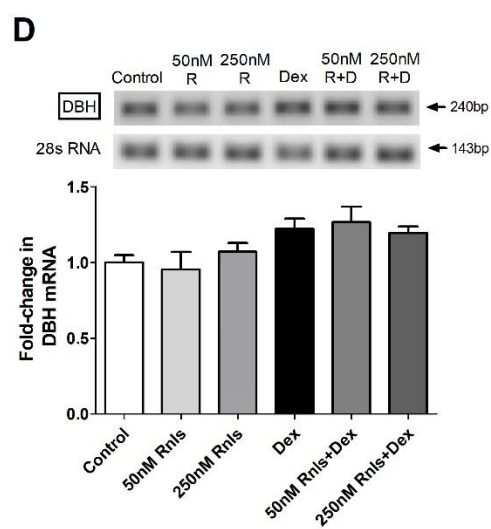 D
Control 50nM R 250nM R Dex 50nM R+D 250nM R+D
DBH 240bp
28s RNA 143bp
Fold-change in
DBH mRNA
1.5
1.0
0.5
0.0
Control
50nM Rnls
250nM Rnls
Dex
50nM Rnls+Dex
250nM Rnls+Dex